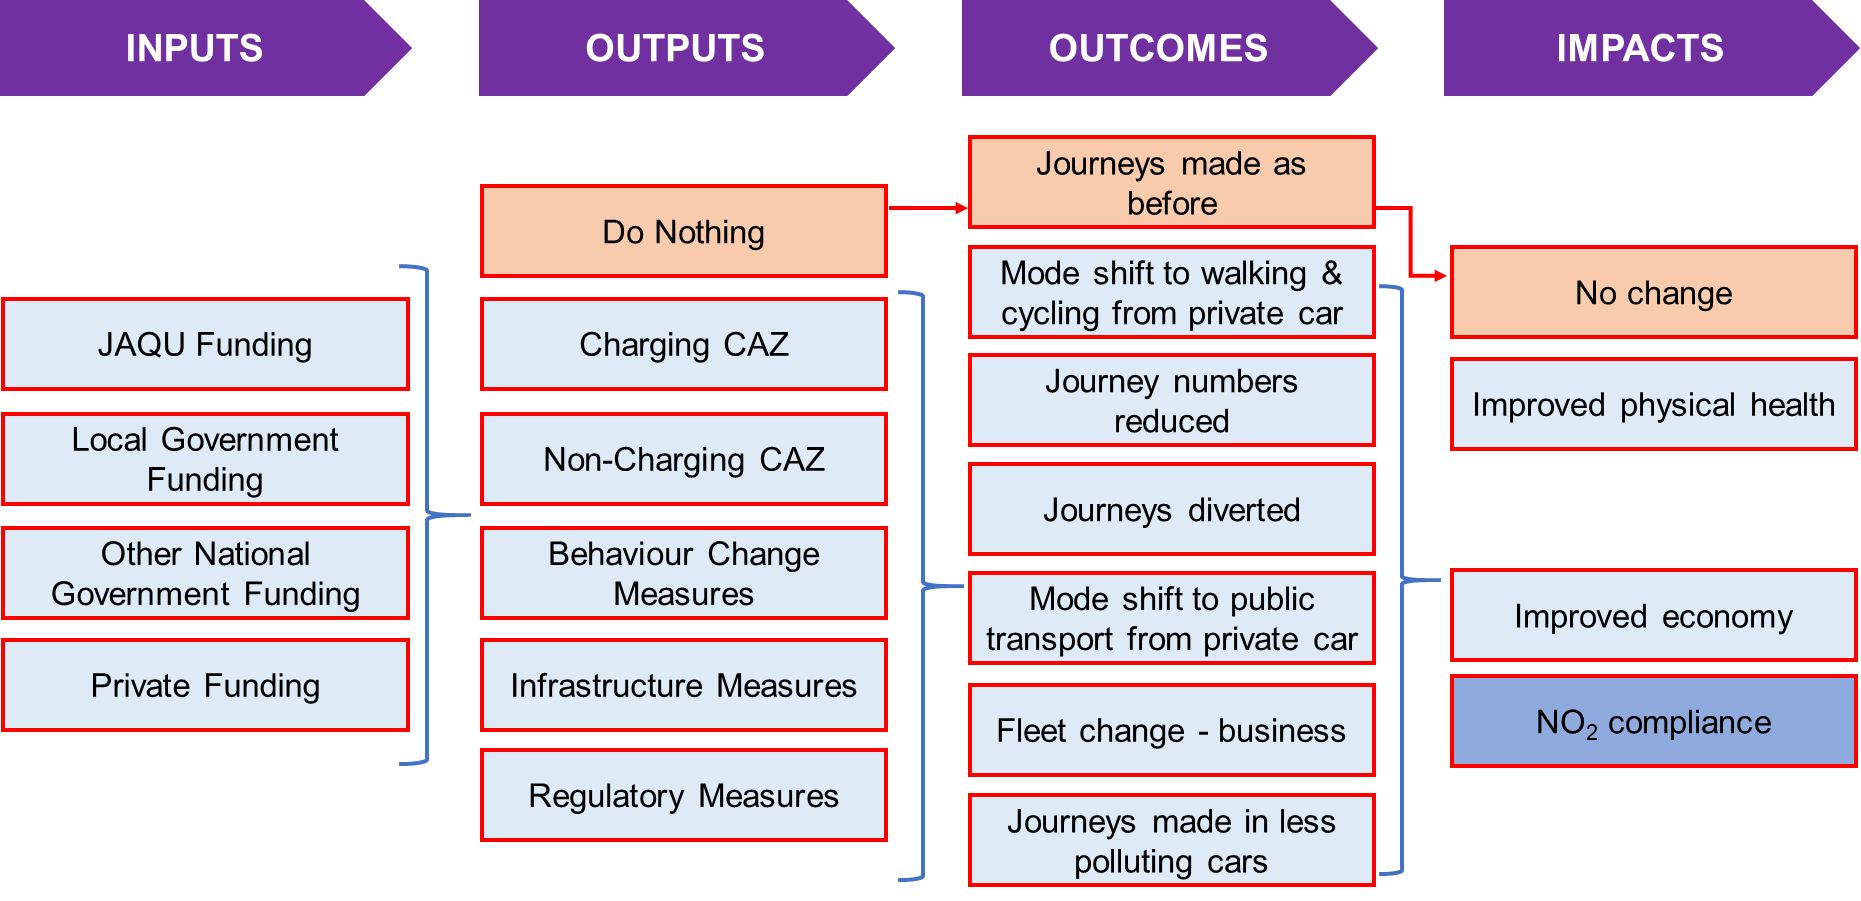 INPUTS
OUTPUTS
OUTCOMES
IMPACTS
JAQU Funding
Local Government
Funding
Other National
Government Funding
Private Funding
Do Nothing
Charging CAZ
Non-Charging CAZ
Behaviour Change
Measures
Infrastructure Measures
Regulatory Measures
Journeys made as
before
Mode shift to walking &
cycling from private car
Journey numbers
reduced
Journeys diverted
Mode shift to public
transport from private car
Fleet change - business
Journeys made in less
polluting cars
No change
Improved physical health
Improved economy
NO₂ compliance